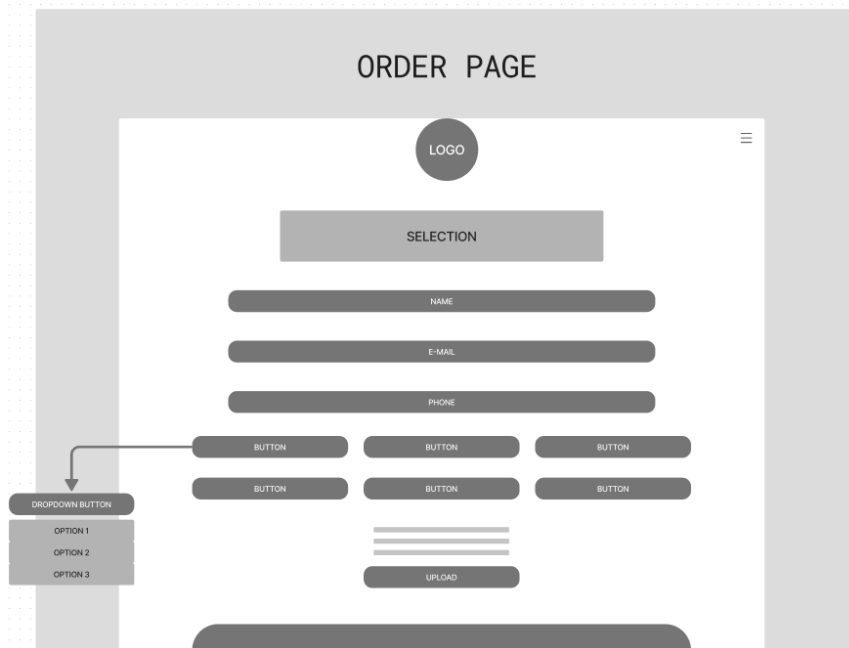 ORDER PAGE
LOGO
SELECTION
NAME
E-MAIL
PHONE
BUTTON BUTTON BUTTON
BUTTON BUTTON BUTTON
DROPDOWN BUTTON
OPTION 1
OPTION 2
OPTION 3
UPLOAD